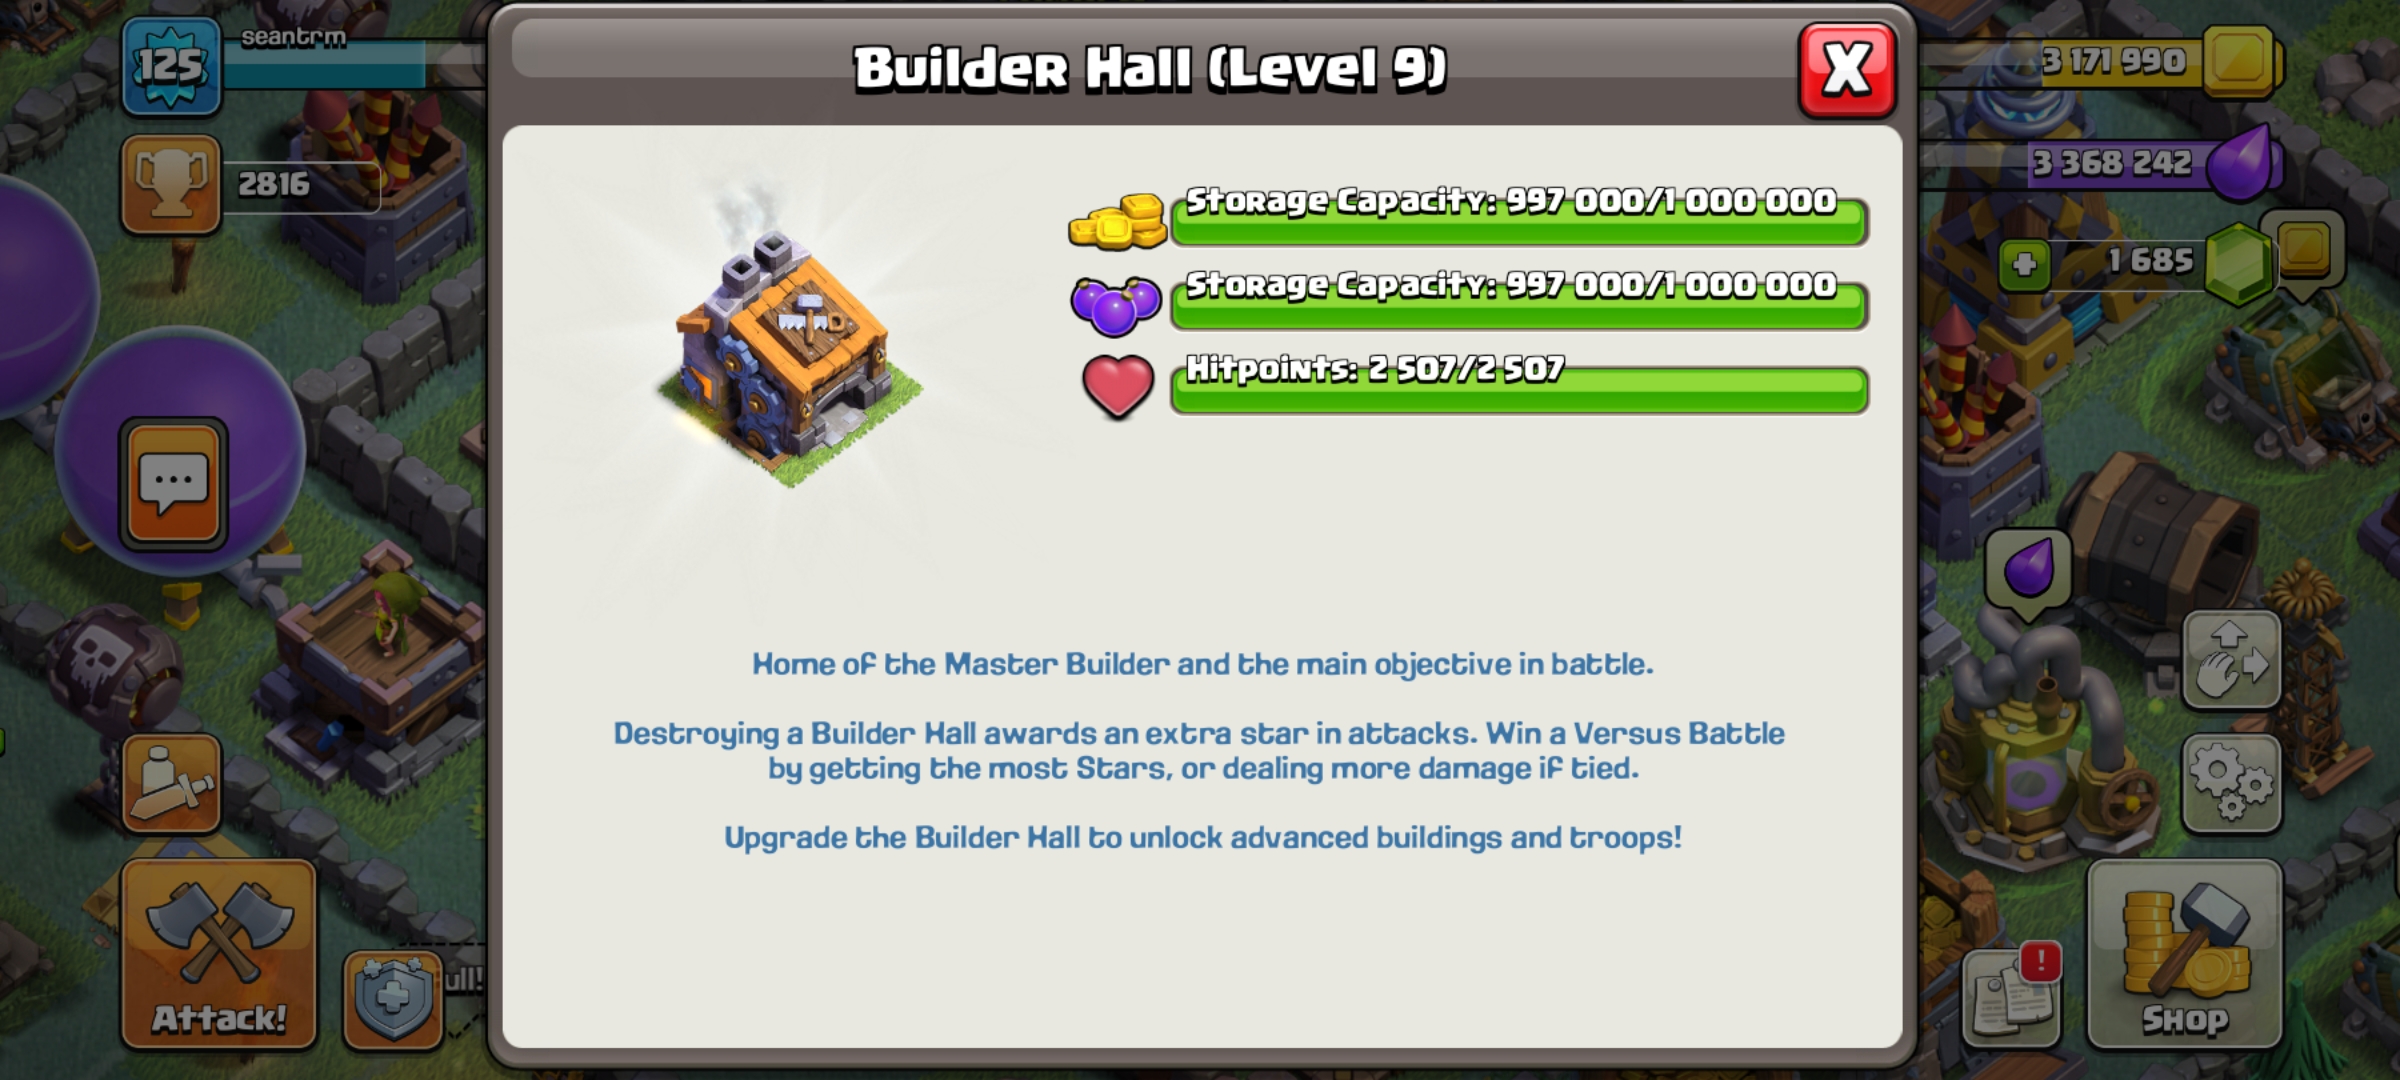 125
seantrm
Builder Hall (Level 9)
3 171 990
2816
3 368 242
1 685
Storage Capacity: 997 000/1 000 000
Storage Capacity: 997 000/1 000 000
Hitpoints: 2 507/2 507
Home of the Master Builder and the main objective in battle.
Destroying a Builder Hall awards an extra star in attacks. Win a Versus Battle
by getting the most Stars, or dealing more damage if tied.
Upgrade the Builder Hall to unlock advanced buildings and troops!
Attack!
ull!
!
Shop